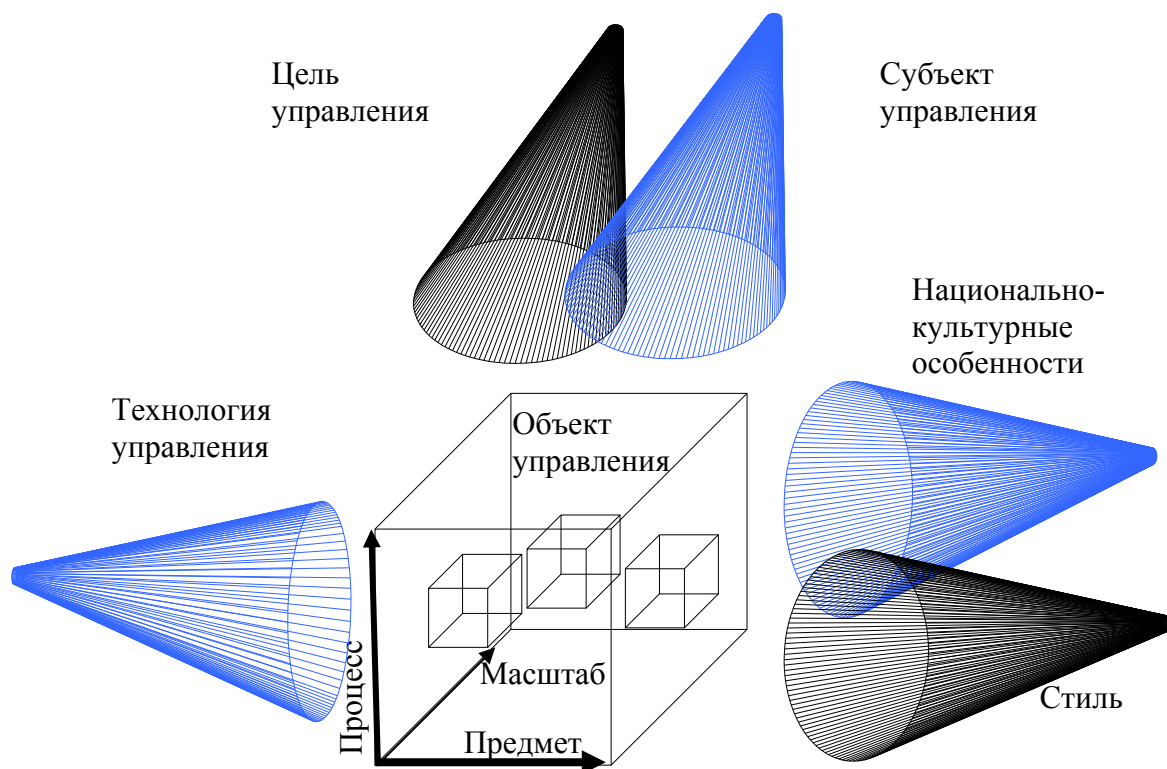 Цель
управления
Субъект
управления
Национально-
культурные
особенности
Технология
управления
Объект
управления
Процесс
Масштаб
Предмет
Стиль